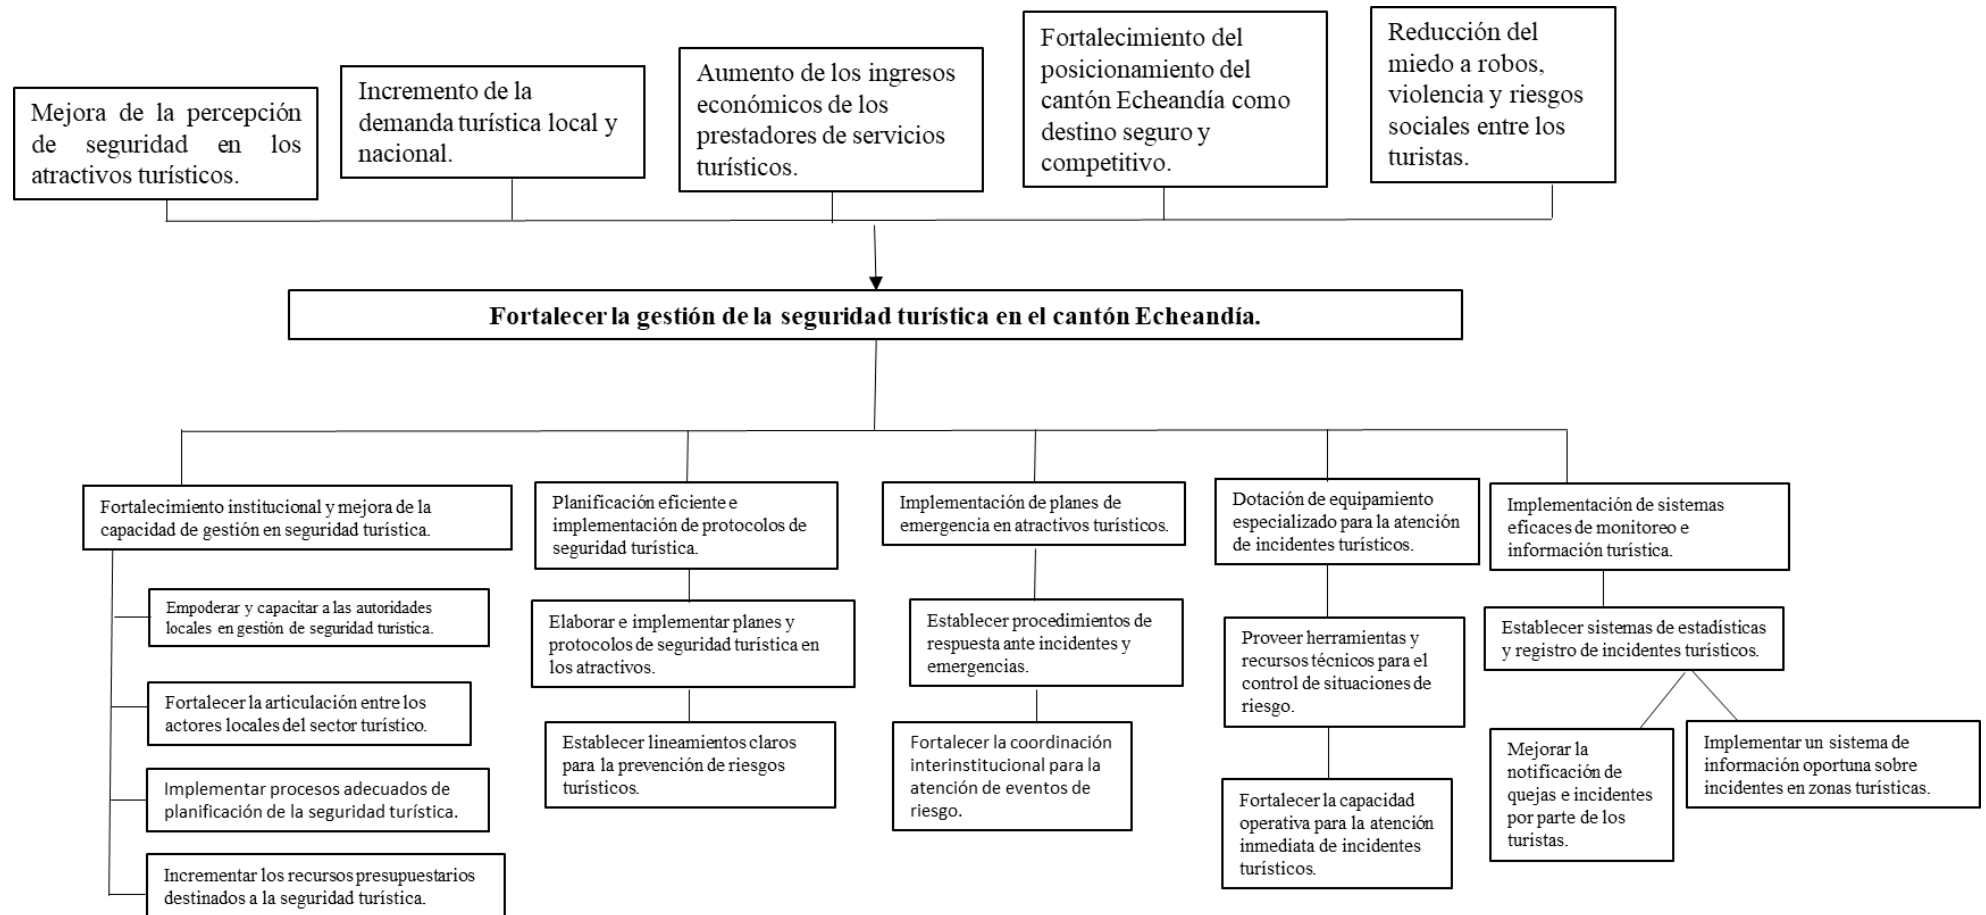 Mejora de la percepción
de seguridad en los
atractivos turísticos.
Incremento de la
demanda turística local y
nacional.
Aumento de los ingresos
económicos de los
prestadores de servicios
turísticos.
Fortalecimiento del
posicionamiento del
cantón Echeandía como
destino seguro y
competitivo.
Reducción del
miedo a robos,
violencia y riesgos
sociales entre los
turistas.
Fortalecer la gestión de la seguridad turística en el cantón Echeandía.
Fortalecimiento institucional y mejora de la
capacidad de gestión en seguridad turística.
Empoderar y capacitar a las autoridades
locales en gestión de seguridad turística.
Fortalecer la articulación entre los
actores locales del sector turístico.
Implementar procesos adecuados de
planificación de la seguridad turística.
Incrementar los recursos presupuestarios
destinados a la seguridad turística.
Planificación eficiente e
implementación de protocolos de
seguridad turística.
Elaborar e implementar planes y
protocolos de seguridad turística en
los atractivos.
Establecer lineamientos claros
para la prevención de riesgos
turísticos.
Implementación de planes de
emergencia en atractivos turísticos.
Establecer procedimientos de
respuesta ante incidentes y
emergencias.
Fortalecer la coordinación
interinstitucional para la
atención de eventos de
riesgo.
Dotación de equipamiento
especializado para la atención
de incidentes turísticos.
Proveer herramientas y
recursos técnicos para el
control de situaciones de
riesgo.
Fortalecer la capacidad
operativa para la atención
inmediata de incidentes
turísticos.
Implementación de sistemas
eficaces de monitoreo e
información turística.
Establecer sistemas de estadísticas
y registro de incidentes turísticos.
Mejorar la
notificación de
quejas e incidentes
por parte de los
turistas.
Implementar un sistema de
información oportuna sobre
incidentes en zonas turísticas.